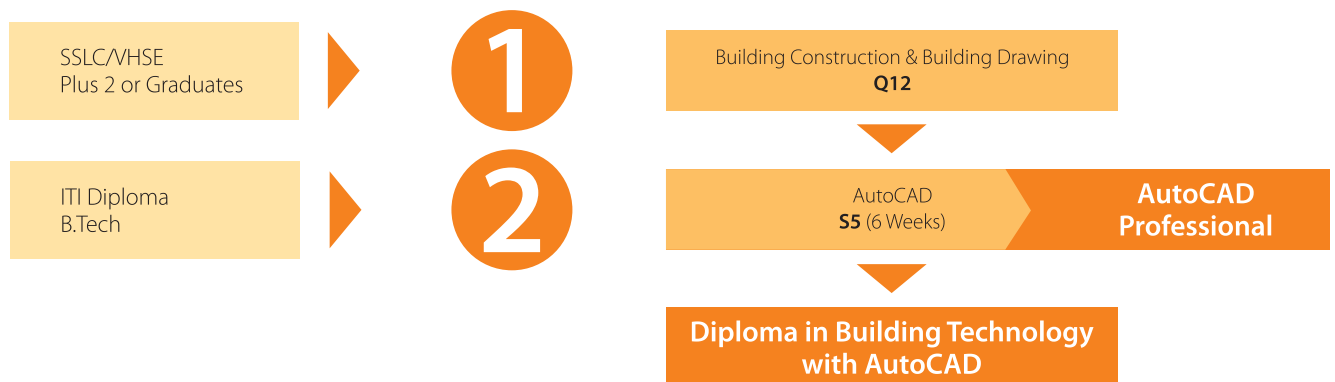 SSLC/VHSE
Plus 2 or Graduates
1
Building Construction & Building Drawing
Q12
ITI Diploma
B.Tech
2
AutoCAD
S5 (6 Weeks)
AutoCAD
Professional
Diploma in Building Technology
with AutoCAD